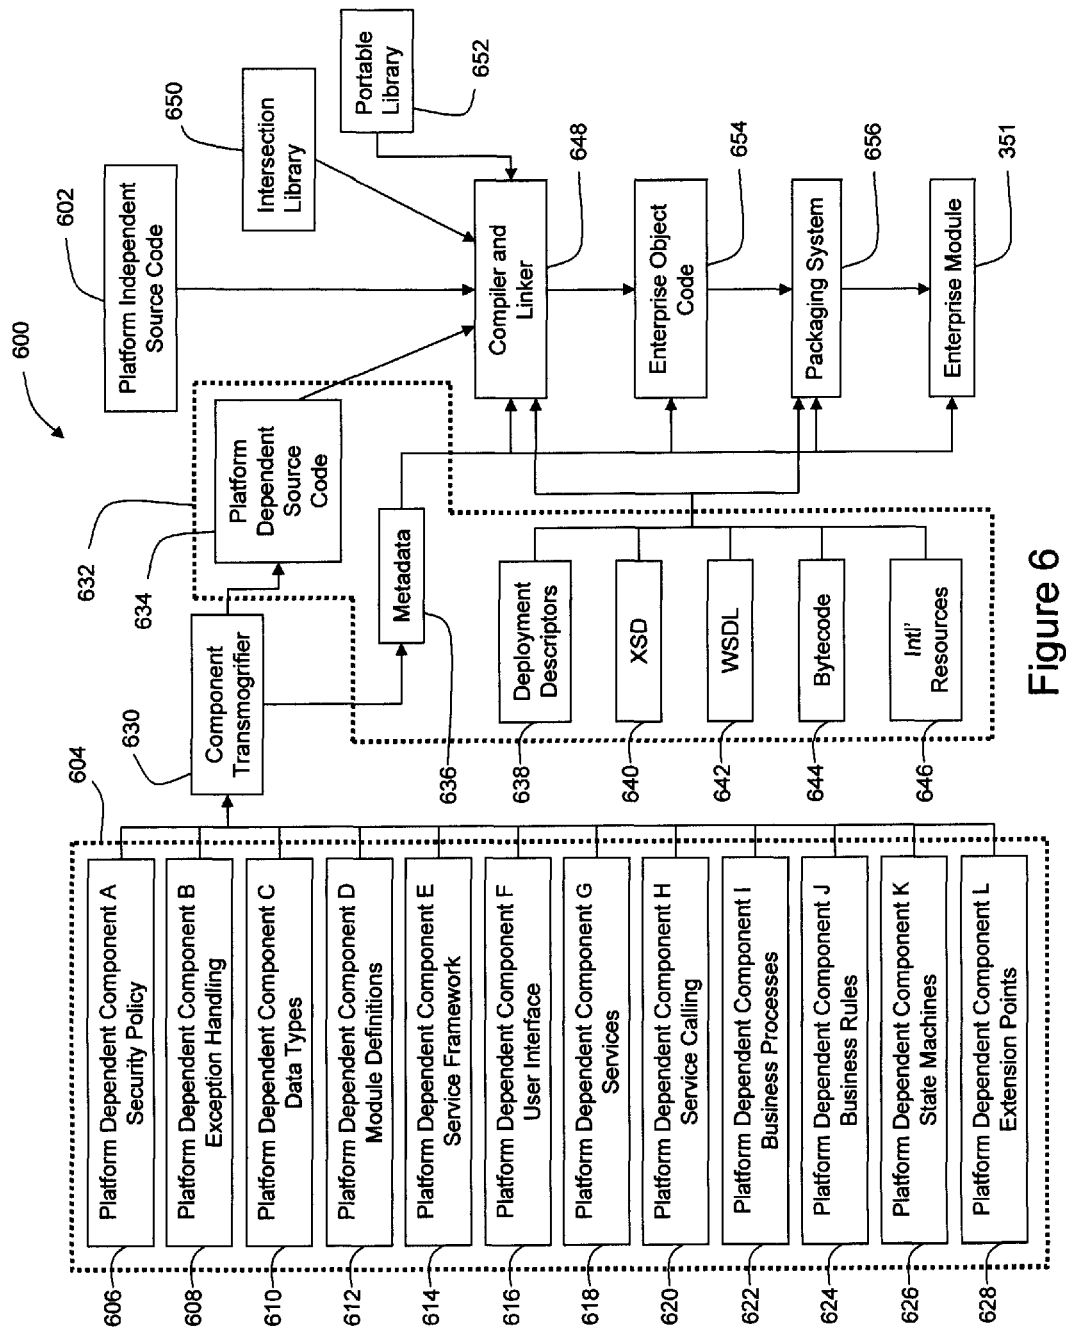 600
604
606
Platform Dependent Component A
Security Policy
608
Platform Dependent Component B
Exception Handling
610
Platform Dependent Component C
Data Types
612
Platform Dependent Component D
Module Definitions
614
Platform Dependent Component E
Service Framework
616
Platform Dependent Component F
User Interface
618
Platform Dependent Component G
Services
620
Platform Dependent Component H
Service Calling
622
Platform Dependent Component I
Business Processes
624
Platform Dependent Component J
Business Rules
626
Platform Dependent Component K
State Machines
628
Platform Dependent Component L
Extension Points
630
Component
Transmogrifier
632
634
Platform
Dependent
Source
Code
636
Metadata
638
Deployment
Descriptors
640
XSD
642
WSDL
644
Bytecode
646
Intl'
Resources
602
Platform Independent
Source Code
650
Intersection
Library
652
Portable
Library
648
Compiler and
Linker
654
Enterprise Object
Code
656
Packaging System
351
Enterprise Module
Figure 6